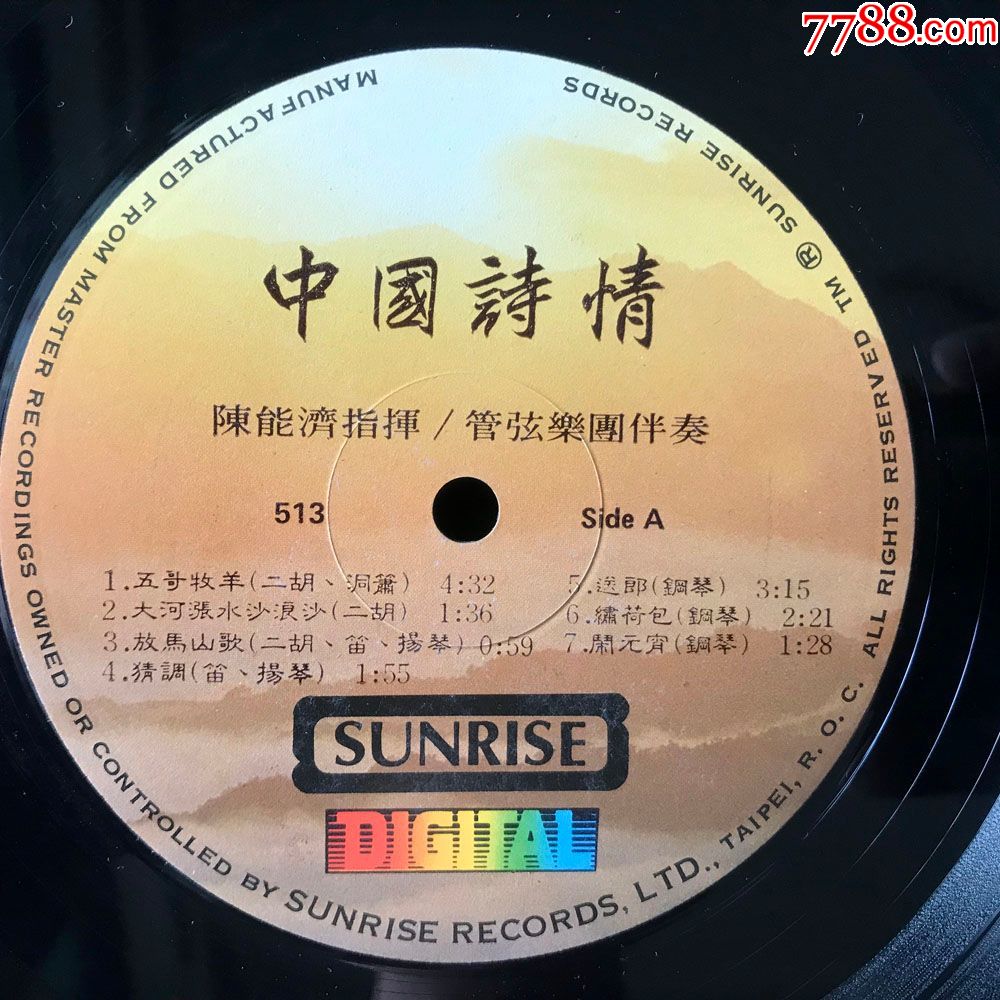 7788.com
中國詩情
陳能濟指揮 / 管弦樂團伴奏
513
Side A
1.五哥牧羊(二胡、洞簫) 4:32
2.大河漲水沙浪沙(二胡) 1:36
3.放馬山歌(二胡、笛、揚琴) 0:59
4.猜調(笛、揚琴) 1:55
5.送郎(鋼琴) 3:15
6.繡荷包(鋼琴) 2:21
7.鬧元宵(鋼琴) 1:28
SUNRISE
DIGITAL
MANUFACTURED FROM MASTER RECORDINGS OWNED OR CONTROLLED BY SUNRISE RECORDS, LTD., TAIPEI, R. O. C. ALL RIGHTS RESERVED TM ® SUNRISE RECORDS